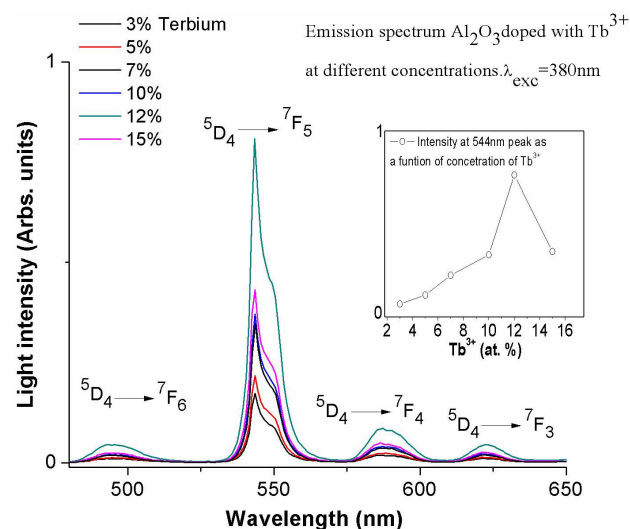 3% Terbium
5%
7%
10%
12%
15%
Emission spectrum Al₂O₃doped with Tb³⁺
at different concentrations.λexc=380nm
1
⁵D₄ → ⁷F₅
1
Intensity at 544nm peak as
a funtion of concetration of Tb³⁺
0
2 4 6 8 10 12 14 16
Tb³⁺ (at. %)
Light intensity (Arbs. units)
⁵D₄ → ⁷F₆
⁵D₄ → ⁷F₄
⁵D₄ → ⁷F₃
0
500 550 600 650
Wavelength (nm)